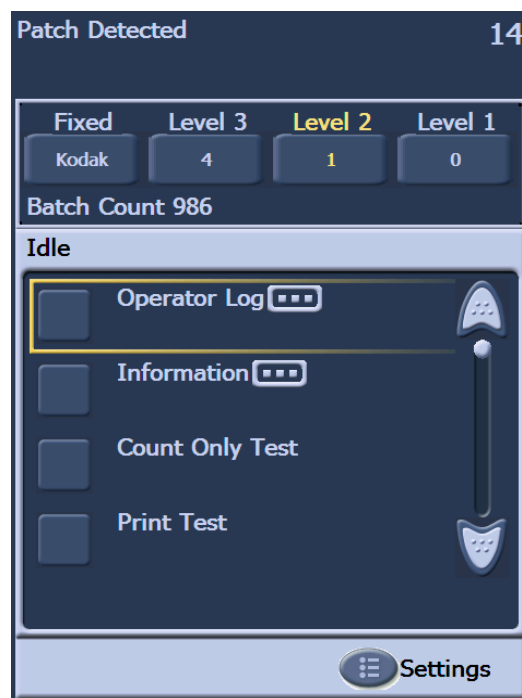 Patch Detected 14
Fixed Level 3 Level 2 Level 1
Kodak 4 1 0
Batch Count 986
Idle
Operator Log
Information
Count Only Test
Print Test
Settings